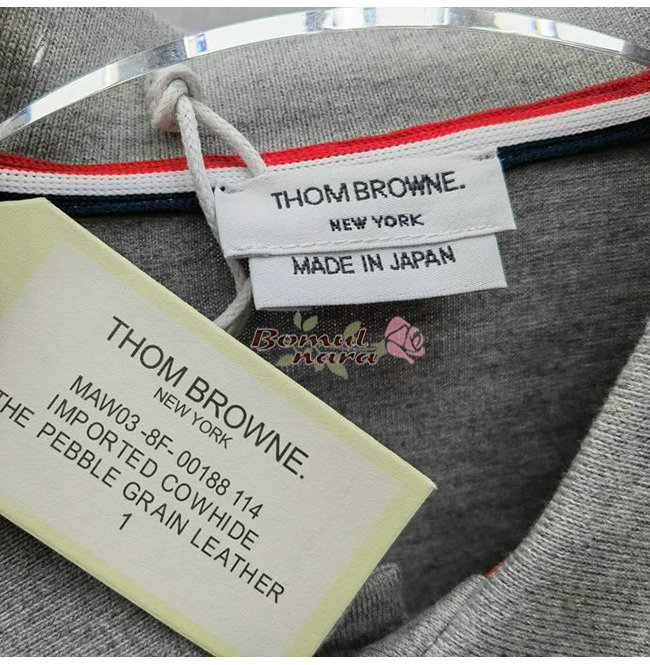 THOM BROWNE.
NEW YORK
MADE IN JAPAN
Bomul
nara
THOM BROWNE.
NEW YORK
MAW03-8F-00188 114
IMPORTED COWHIDE
THE PEBBLE GRAIN LEATHER
1